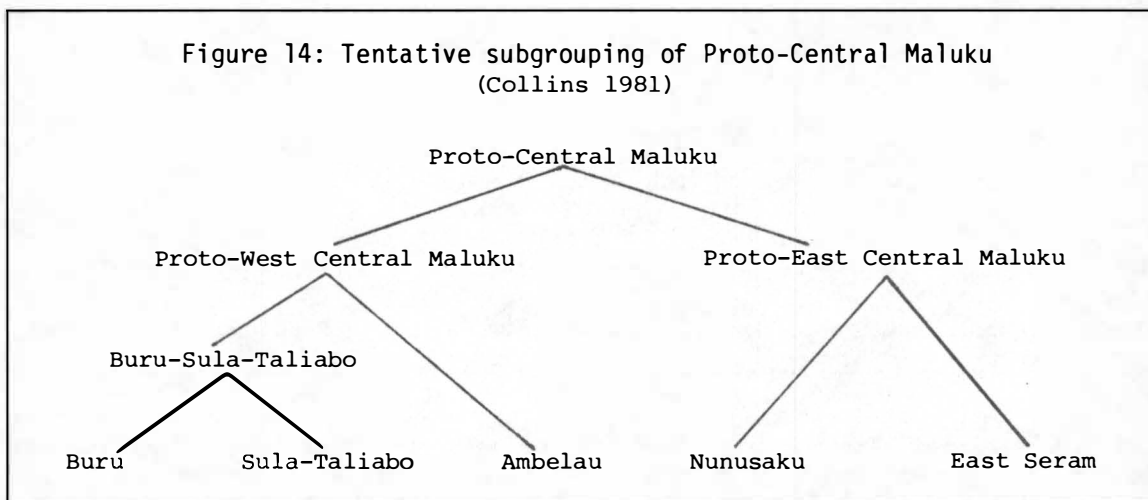 Figure 14: Tentative subgrouping of Proto-Central Maluku
(Collins 1981)
Proto-Central Maluku
Proto-West Central Maluku Proto-East Central Maluku
Buru-Sula-Taliabo
Buru Sula-Taliabo Ambelau Nunusaku East Seram